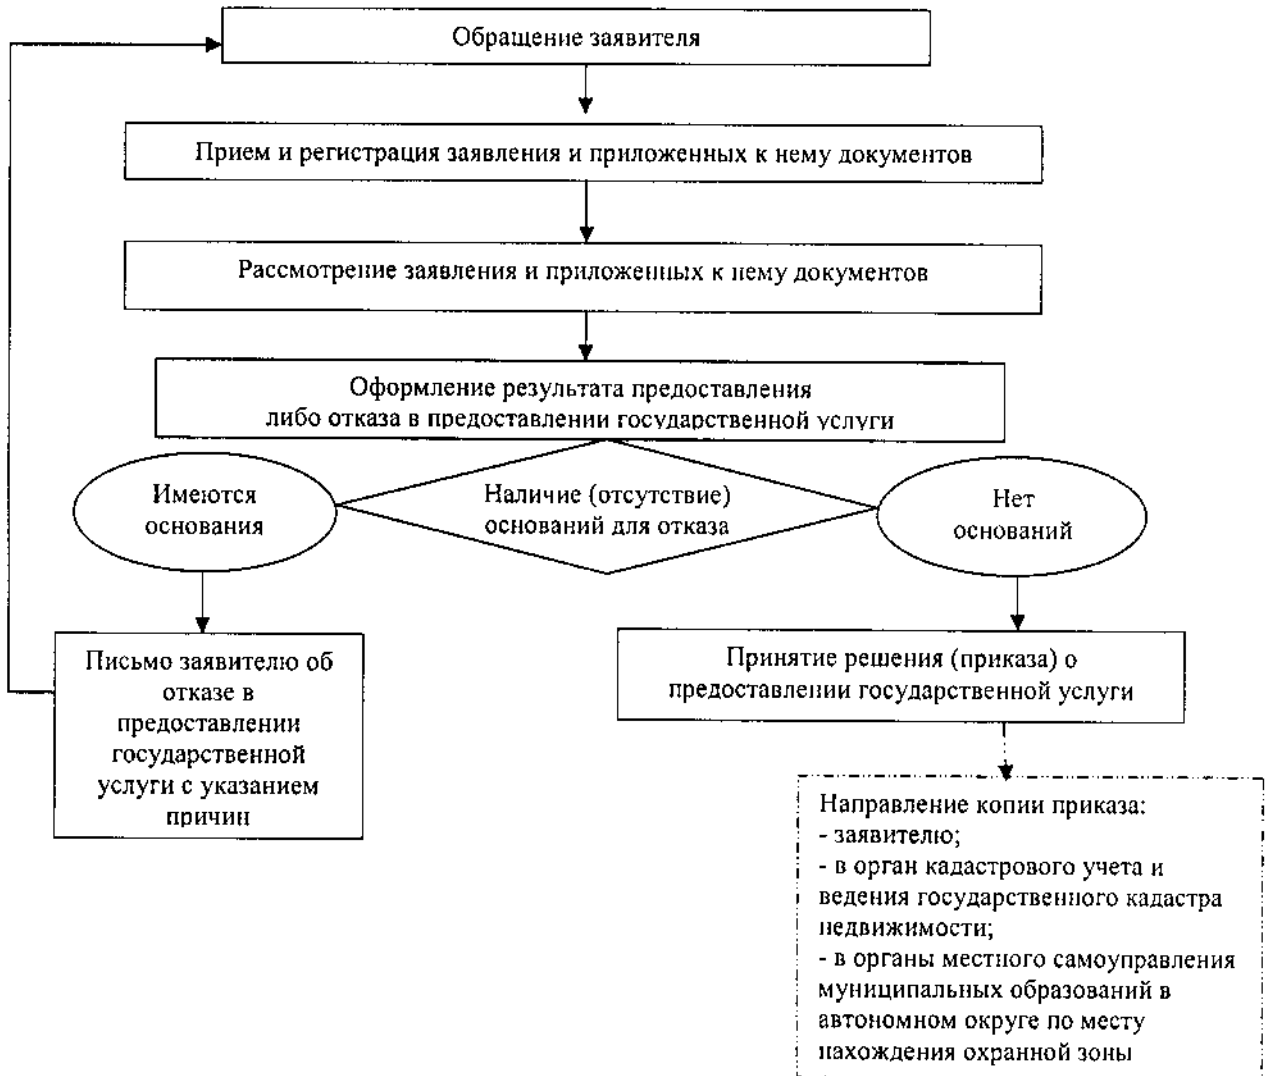 Обращение заявителя
Прием и регистрация заявления и приложенных к нему документов
Рассмотрение заявления и приложенных к нему документов
Оформление результата предоставления
либо отказа в предоставлении государственной услуги
Имеются
основания
Наличие (отсутствие)
оснований для отказа
Нет
оснований
Письмо заявителю об
отказе в
предоставлении
государственной
услуги с указанием
причин
Принятие решения (приказа) о
предоставлении государственной услуги
Направление копии приказа:
- заявителю;
- в орган кадастрового учета и
ведения государственного кадастра
недвижимости;
- в органы местного самоуправления
муниципальных образований в
автономном округе по месту
нахождения охранной зоны